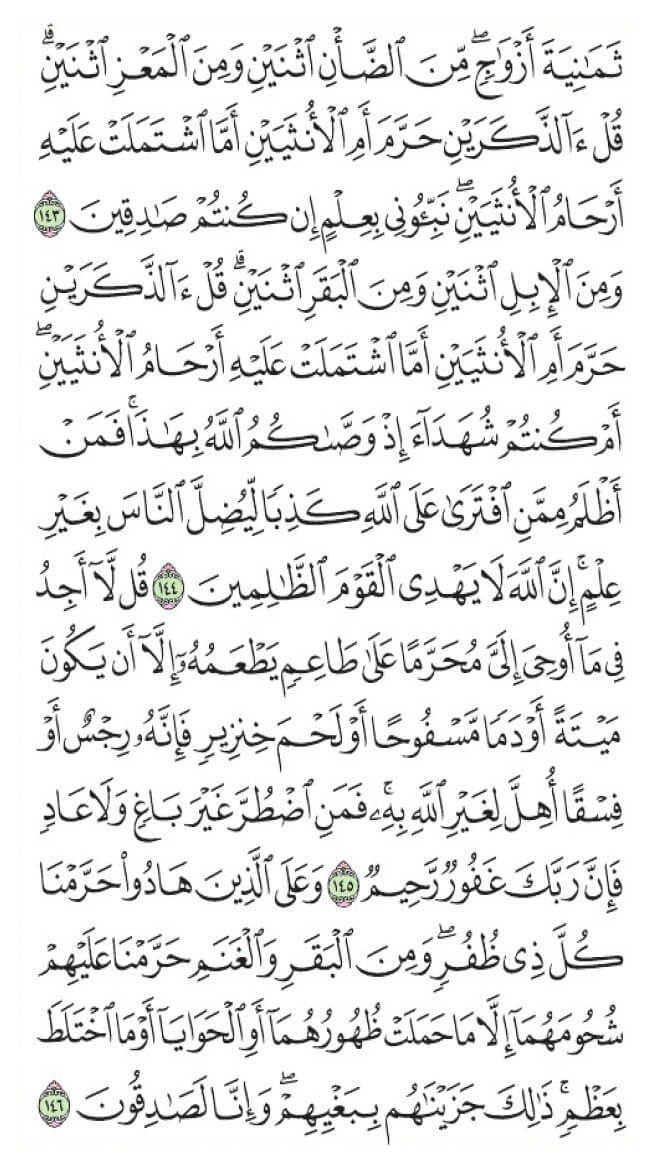 ثَمَٰنِيَةَ أَزۡوَٰجٖۖ مِّنَ ٱلضَّأۡنِ ٱثۡنَيۡنِ وَمِنَ ٱلۡمَعۡزِ ٱثۡنَيۡنِۗ
قُلۡ ءَآلذَّكَرَيۡنِ حَرَّمَ أَمِ ٱلۡأُنثَيَيۡنِ أَمَّا ٱشۡتَمَلَتۡ عَلَيۡهِ
أَرۡحَامُ ٱلۡأُنثَيَيۡنِۖ نَبِّـُٔونِي بِعِلۡمٍ إِن كُنتُمۡ صَٰدِقِينَ ١٤٣
وَمِنَ ٱلۡإِبِلِ ٱثۡنَيۡنِ وَمِنَ ٱلۡبَقَرِ ٱثۡنَيۡنِۗ قُلۡ ءَآلذَّكَرَيۡنِ
حَرَّمَ أَمِ ٱلۡأُنثَيَيۡنِ أَمَّا ٱشۡتَمَلَتۡ عَلَيۡهِ أَرۡحَامُ ٱلۡأُنثَيَيۡنِۖ
أَمۡ كُنتُمۡ شُهَدَآءَ إِذۡ وَصَّىٰكُمُ ٱللَّهُ بِهَٰذَاۚ فَمَنۡ
أَظۡلَمُ مِمَّنِ ٱفۡتَرَىٰ عَلَى ٱللَّهِ كَذِبٗا لِّيُضِلَّ ٱلنَّاسَ بِغَيۡرِ
عِلۡمٍۚ إِنَّ ٱللَّهَ لَا يَهۡدِي ٱلۡقَوۡمَ ٱلظَّٰلِمِينَ ١٤٤ قُل لَّآ أَجِدُ
فِي مَآ أُوحِيَ إِلَيَّ مُحَرَّمًا عَلَىٰ طَاعِمٖ يَطۡعَمُهُۥٓ إِلَّآ أَن يَكُونَ
مَيۡتَةً أَوۡ دَمٗا مَّسۡفُوحًا أَوۡ لَحۡمَ خِنزِيرٖ فَإِنَّهُۥ رِجۡسٌ أَوۡ
فِسۡقًا أُهِلَّ لِغَيۡرِ ٱللَّهِ بِهِۦۚ فَمَنِ ٱضۡطُرَّ غَيۡرَ بَاغٖ وَلَا عَادٖ
فَإِنَّ رَبَّكَ غَفُورٞ رَّحِيمٞ ١٤٥ وَعَلَى ٱلَّذِينَ هَادُواْ حَرَّمۡنَا
كُلَّ ذِي ظُفُرٖۖ وَمِنَ ٱلۡبَقَرِ وَٱلۡغَنَمِ حَرَّمۡنَا عَلَيۡهِمۡ
شُحُومَهُمَآ إِلَّا مَا حَمَلَتۡ ظُهُورُهُمَآ أَوِ ٱلۡحَوَايَآ أَوۡ مَا ٱخۡتَلَطَ
بِعَظۡمٖۚ ذَٰلِكَ جَزَيۡنَٰهُم بِبَغۡيِهِمۡۖ وَإِنَّا لَصَٰدِقُونَ ١٤٦